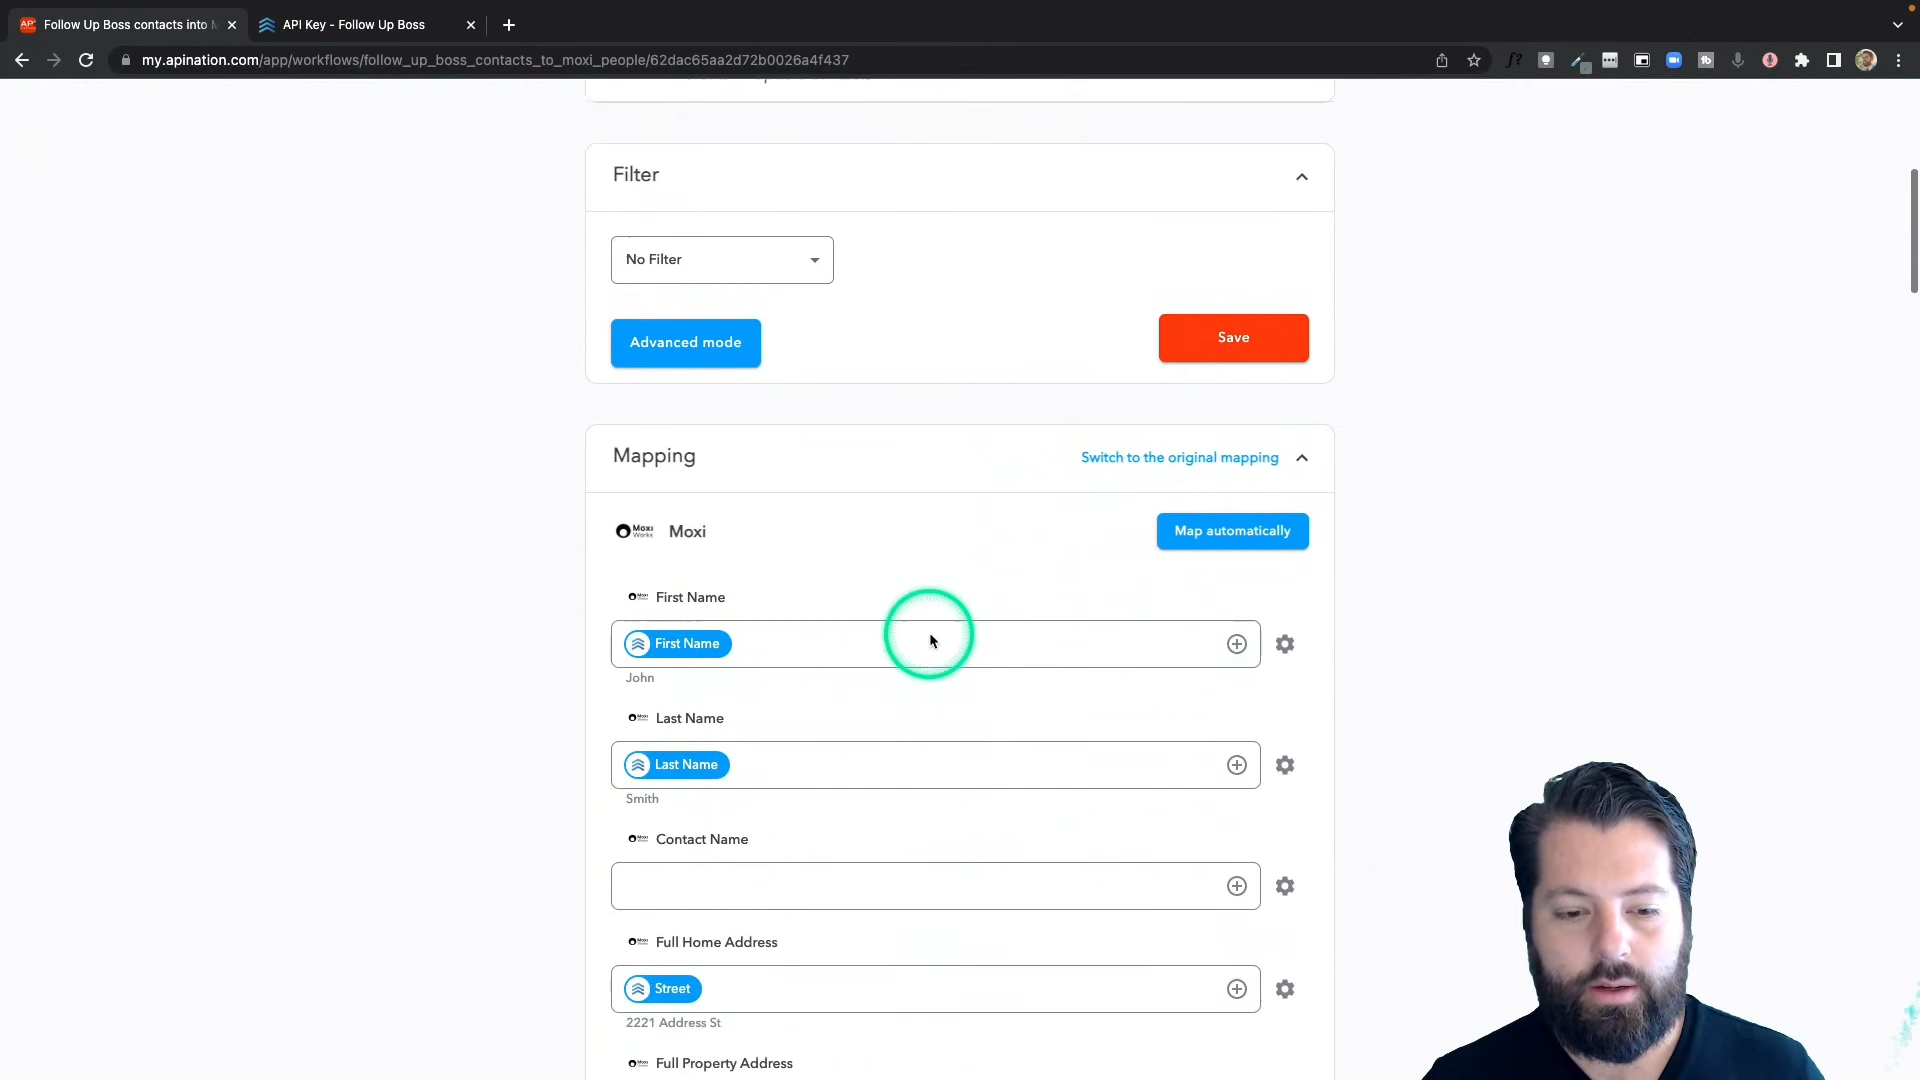 Follow Up Boss contacts into M
API Key - Follow Up Boss
my.apination.com/app/workflows/follow_up_boss_contacts_to_moxi_people/62dac65aa2d72b0026a4f437
Filter
No Filter
Advanced mode
Save
Mapping
Switch to the original mapping
Moxi Works
Moxi
Map automatically
First Name
First Name
John
Last Name
Last Name
Smith
Contact Name
Full Home Address
Street
2221 Address St
Full Property Address